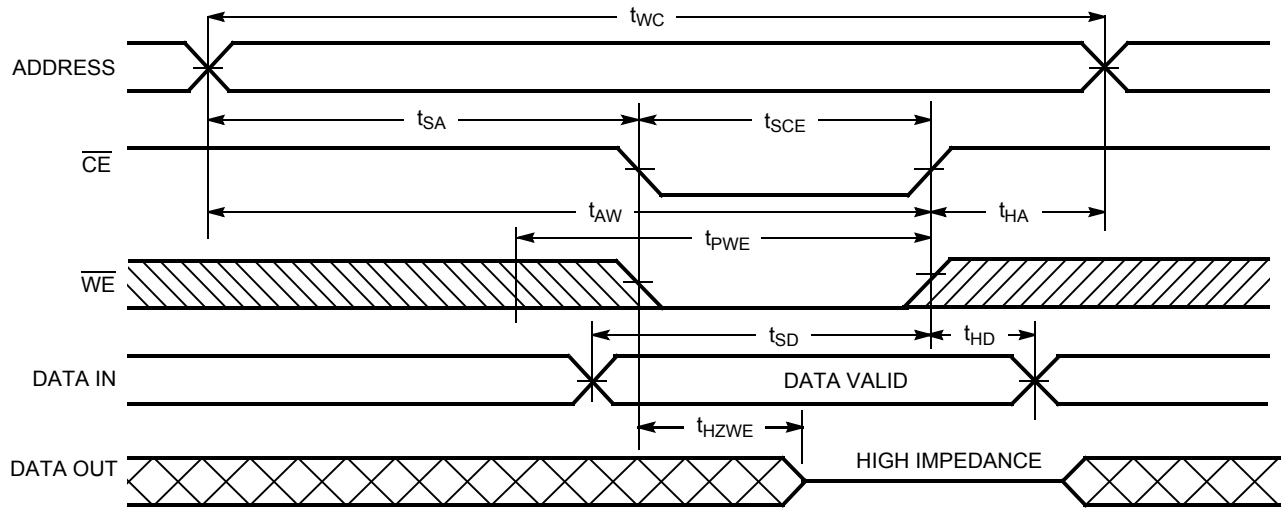 tWC
ADDRESS
tSA
tSCE
CE
tAW
tHA
tPWE
WE
tSD
tHD
DATA IN
DATA VALID
tHZWE
DATA OUT
HIGH IMPEDANCE